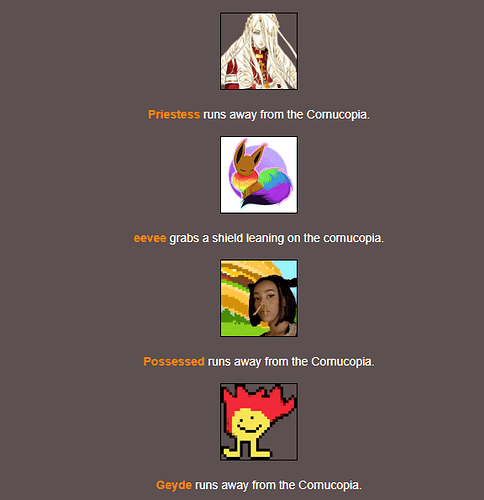 Priestess runs away from the Cornucopia.
eevee grabs a shield leaning on the cornucopia.
Possessed runs away from the Cornucopia.
Geyde runs away from the Cornucopia.